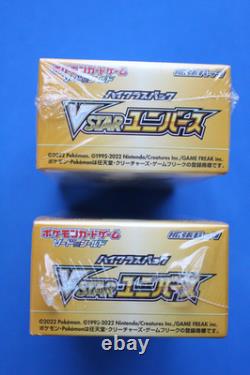 ポケモンカードゲーム
ソード&シールド
拡張パック
ハイクラスパック
VSTARユニバース
©2022 Pokémon. ©1995-2022 Nintendo/Creatures Inc./GAME FREAK inc.
ポケモン・Pokémonは任天堂・クリーチャーズ・ゲームフリークの登録商標です。
ポケモンカードゲーム
ソード&シールド
拡張パック
ハイクラスパック
VSTARユニバース
©2022 Pokémon. ©1995-2022 Nintendo/Creatures Inc./GAME FREAK inc.
ポケモン・Pokémonは任天堂・クリーチャーズ・ゲームフリークの登録商標です。